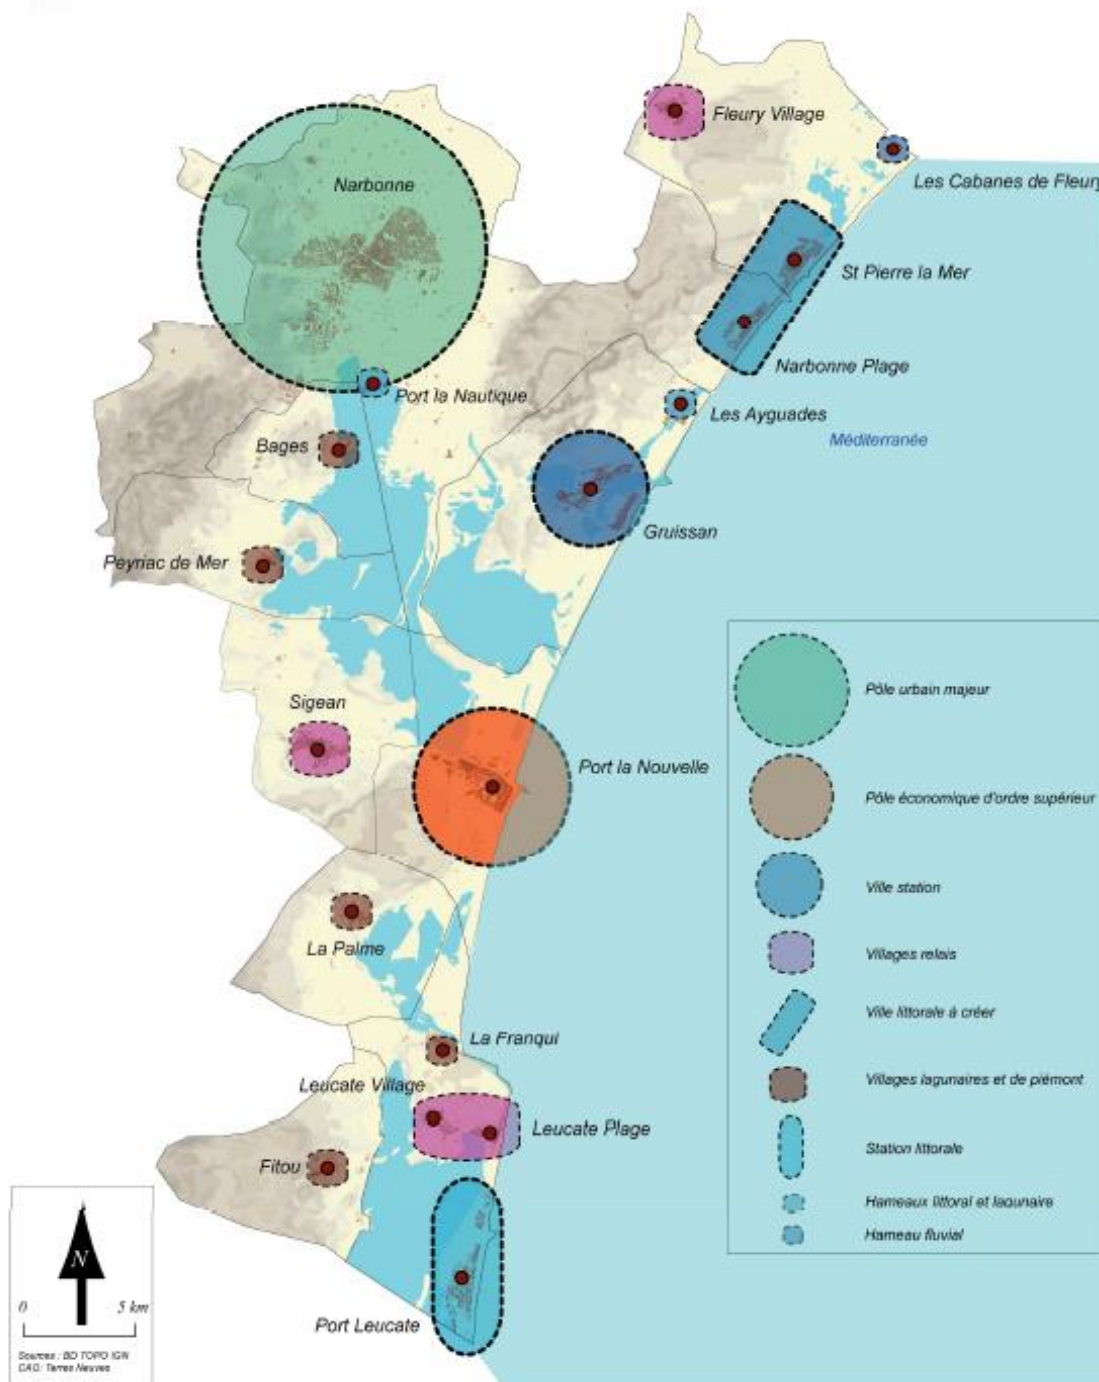 Fleury Village
Narbonne
Les Cabanes de Fleury
St Pierre la Mer
Narbonne Plage
Port la Nautique
Les Ayguades
Bages
Méditerranée
Gruissan
Peyriac de Mer
Sigean
Port la Nouvelle
La Palme
La Franqui
Leucate Village
Leucate Plage
Fitou
Port Leucate
Pôle urbain majeur
Pôle économique d'ordre supérieur
Ville station
Villages relais
Ville littorale à créer
Villages lagunaires et de piémont
Station littorale
Hameaux littoral et lagunaire
Hameau fluvial
N
0 5 km
Sources : BD TOPO IGN
CAO: Terres Neuves